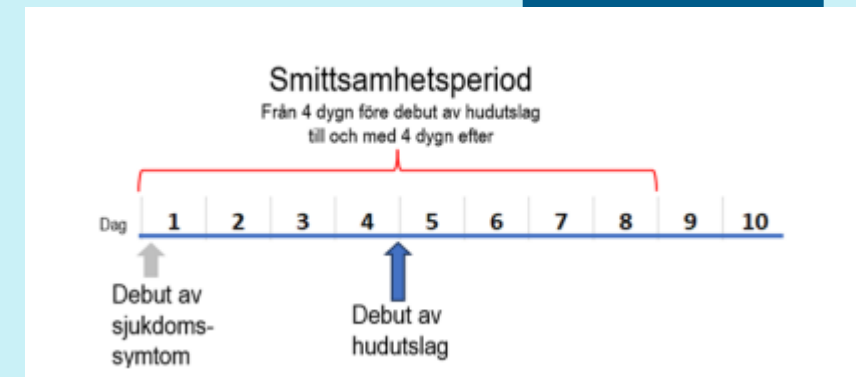 Smittsamhetsperiod
Från 4 dygn före debut av hudutslag
till och med 4 dygn efter
Dag 1 2 3 4 5 6 7 8 9 10
Debut av
sjukdoms-
symtom
Debut av
hudutslag